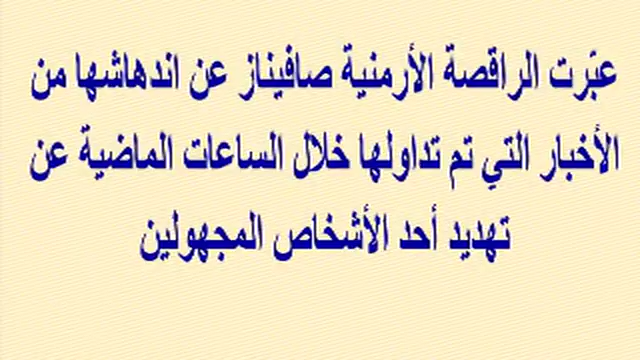 عبّرت الراقصة الأرمنية صافيناز عن اندهاشها من
الأخبار التي تم تداولها خلال الساعات الماضية عن
تهديد أحد الأشخاص المجهولين